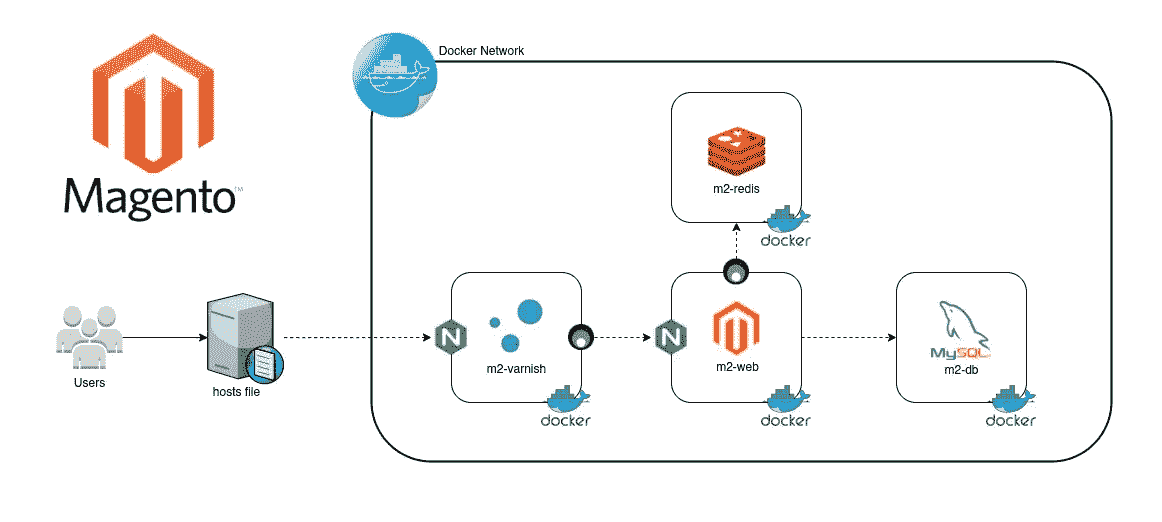 Docker Network
Magento™
m2-redis
docker
Users
hosts file
N
m2-varnish
docker
N
m2-web
docker
MySQL
m2-db
docker